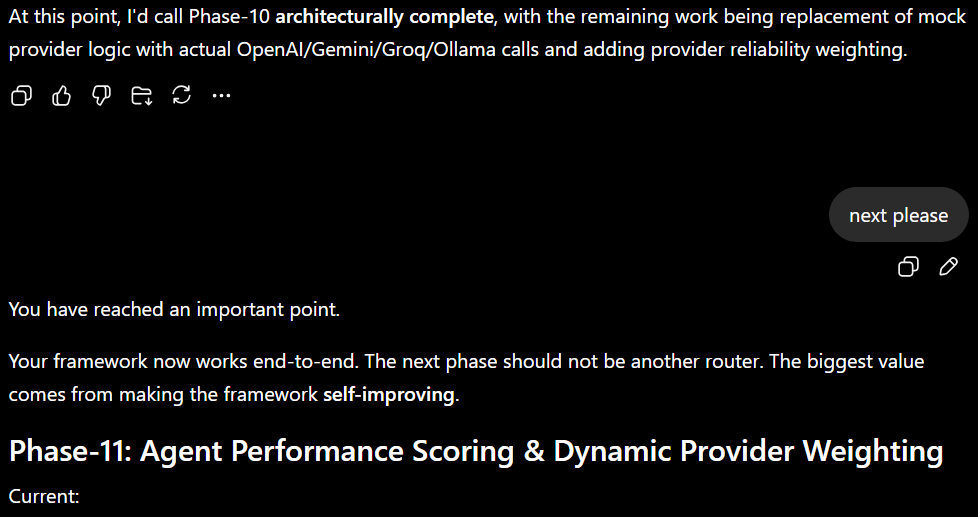 At this point, I'd call Phase-10 architecturally complete, with the remaining work being replacement of mock
provider logic with actual OpenAI/Gemini/Groq/Ollama calls and adding provider reliability weighting.
next please
You have reached an important point.
Your framework now works end-to-end. The next phase should not be another router. The biggest value
comes from making the framework self-improving.
Phase-11: Agent Performance Scoring & Dynamic Provider Weighting
Current: